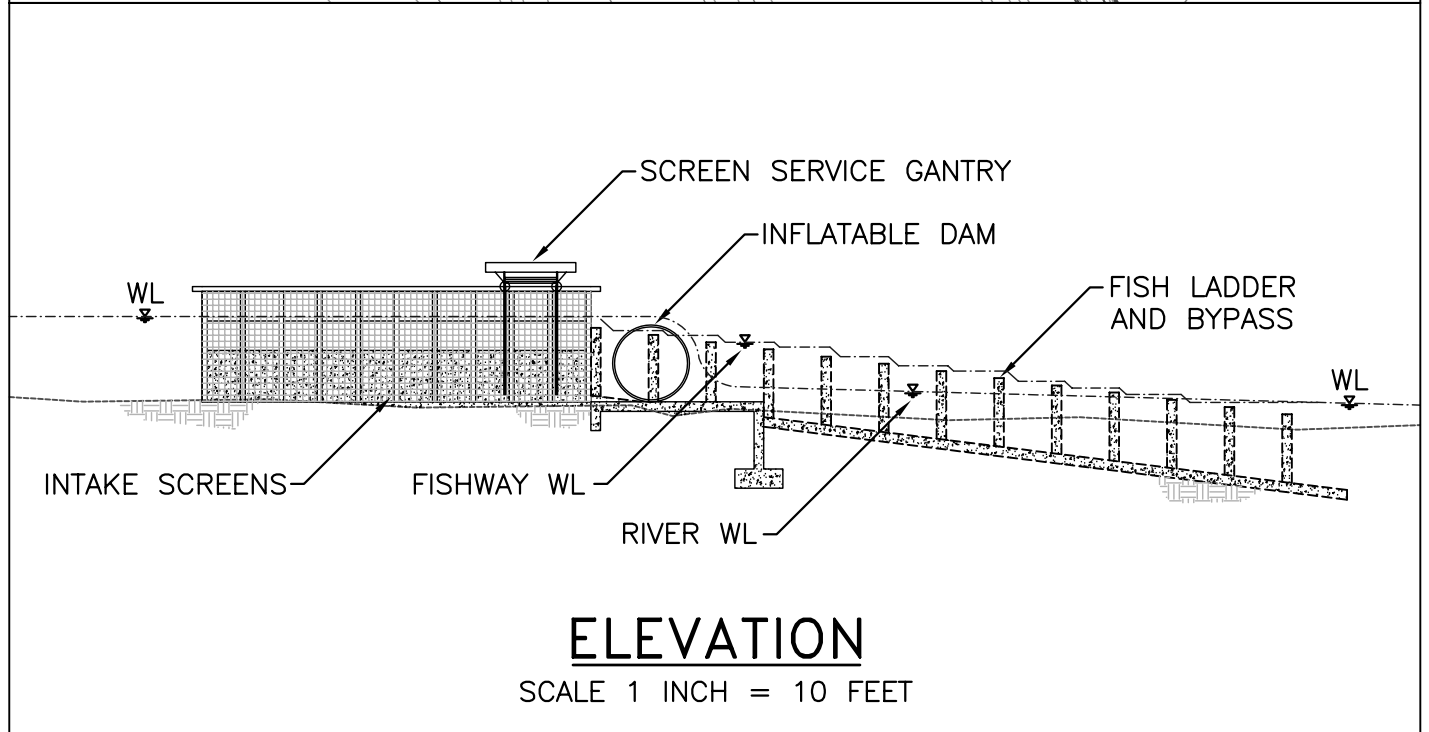 SCREEN SERVICE GANTRY
INFLATABLE DAM
WL
FISH LADDER
AND BYPASS
WL
INTAKE SCREENS
FISHWAY WL
RIVER WL
ELEVATION
SCALE 1 INCH = 10 FEET